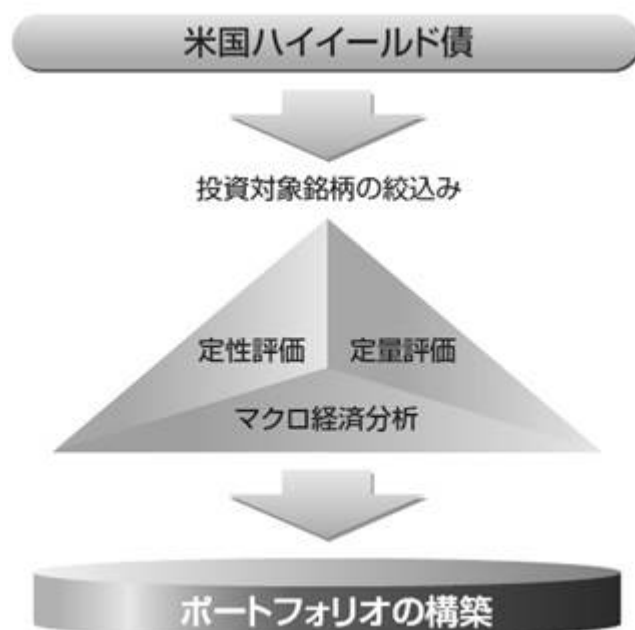 米国ハイイールド債
投資対象銘柄の絞込み
定性評価 定量評価
マクロ経済分析
ポートフォリオの構築